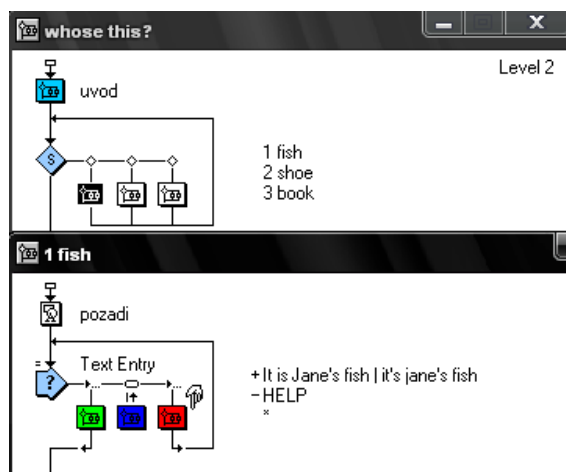 whose this?
Level 2
uvod
S
1 fish
2 shoe
3 book
1 fish
pozadi
= Text Entry
?
+It is Jane's fish | it's jane's fish
-HELP
*